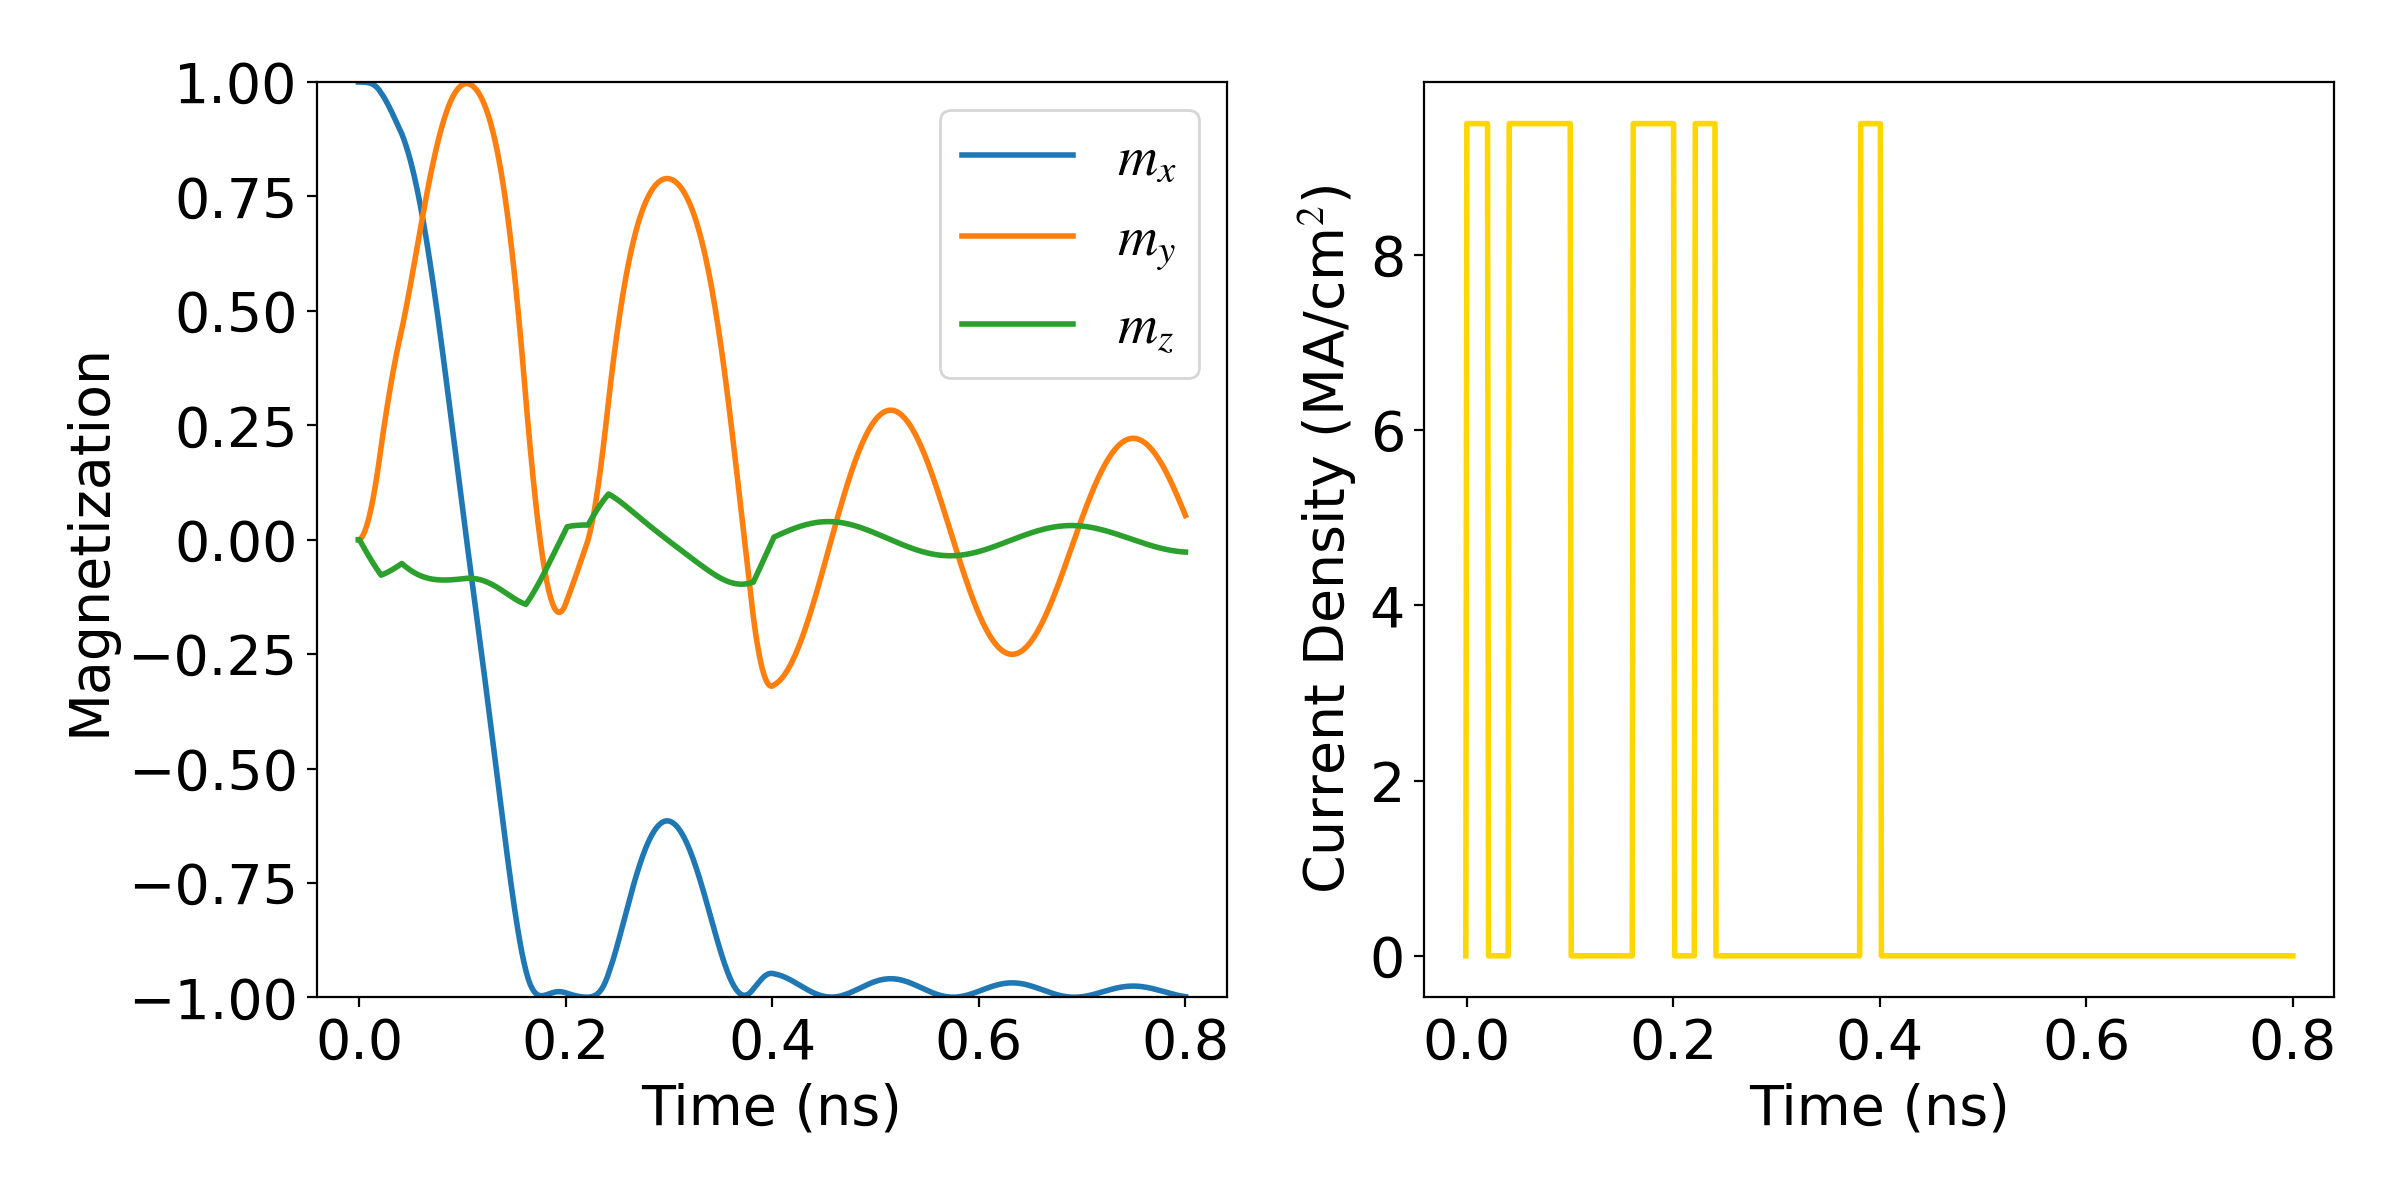 Magnetization
1.00
0.75
0.50
0.25
0.00
−0.25
−0.50
−0.75
−1.00
0.0 0.2 0.4 0.6 0.8
Time (ns)
m_x
m_y
m_z
Current Density (MA/cm²)
8
6
4
2
0
0.0 0.2 0.4 0.6 0.8
Time (ns)